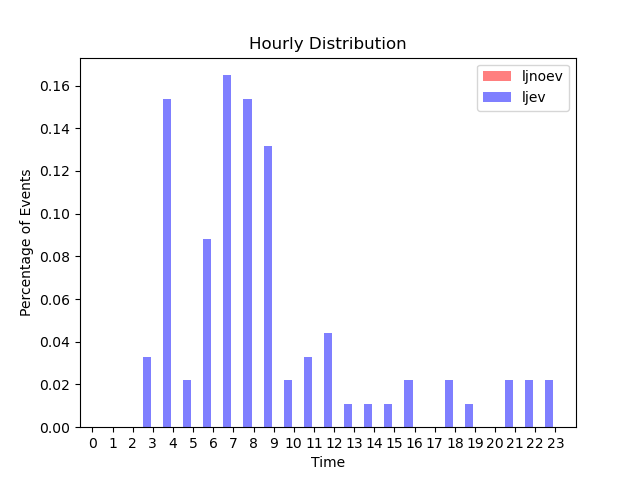 Hourly Distribution
ljnoev
ljev
Percentage of Events
0.16
0.14
0.12
0.10
0.08
0.06
0.04
0.02
0.00
0 1 2 3 4 5 6 7 8 9 10 11 12 13 14 15 16 17 18 19 20 21 22 23
Time